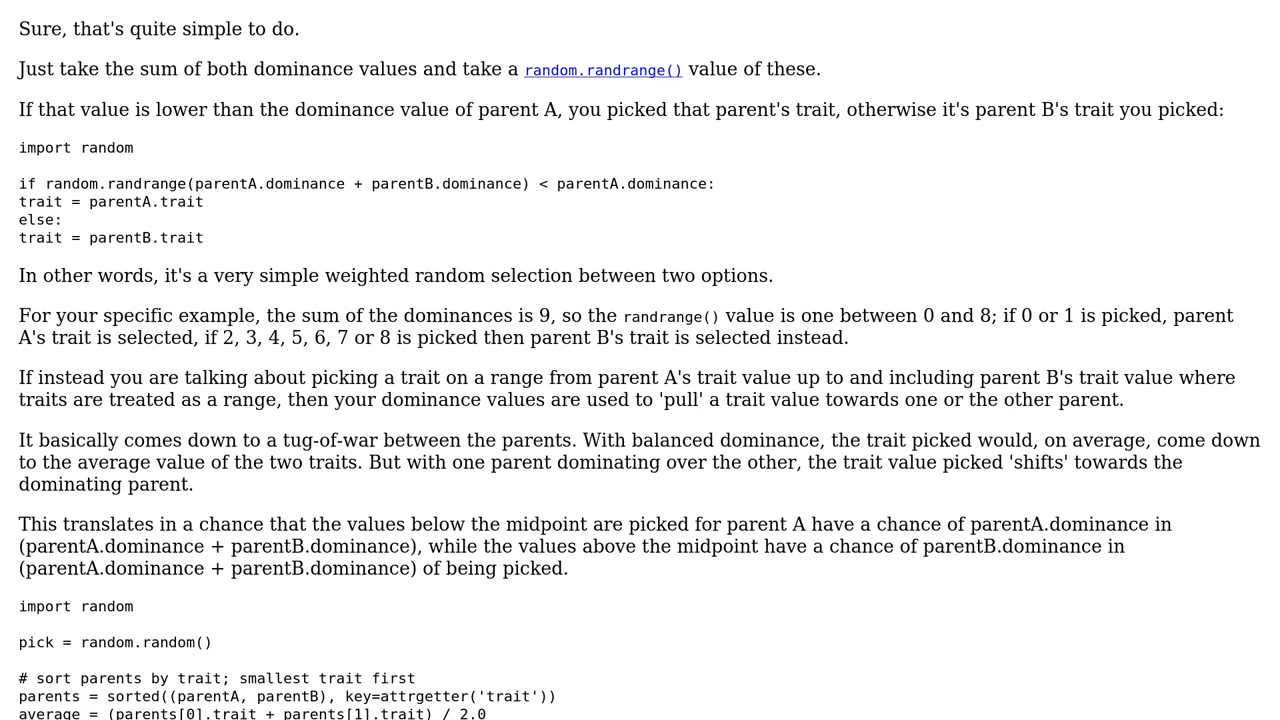 Sure, that's quite simple to do.
Just take the sum of both dominance values and take a random.randrange() value of these.
If that value is lower than the dominance value of parent A, you picked that parent's trait, otherwise it's parent B's trait you picked:
import random
if random.randrange(parentA.dominance + parentB.dominance) < parentA.dominance:
trait = parentA.trait
else:
trait = parentB.trait
In other words, it's a very simple weighted random selection between two options.
For your specific example, the sum of the dominances is 9, so the randrange() value is one between 0 and 8; if 0 or 1 is picked, parent
A's trait is selected, if 2, 3, 4, 5, 6, 7 or 8 is picked then parent B's trait is selected instead.
If instead you are talking about picking a trait on a range from parent A's trait value up to and including parent B's trait value where
traits are treated as a range, then your dominance values are used to 'pull' a trait value towards one or the other parent.
It basically comes down to a tug-of-war between the parents. With balanced dominance, the trait picked would, on average, come down
to the average value of the two traits. But with one parent dominating over the other, the trait value picked 'shifts' towards the
dominating parent.
This translates in a chance that the values below the midpoint are picked for parent A have a chance of parentA.dominance in
(parentA.dominance + parentB.dominance), while the values above the midpoint have a chance of parentB.dominance in
(parentA.dominance + parentB.dominance) of being picked.
import random
pick = random.random()
# sort parents by trait; smallest trait first
parents = sorted((parentA, parentB), key=attrgetter('trait'))
average = (parents[0].trait + parents[1].trait) / 2.0